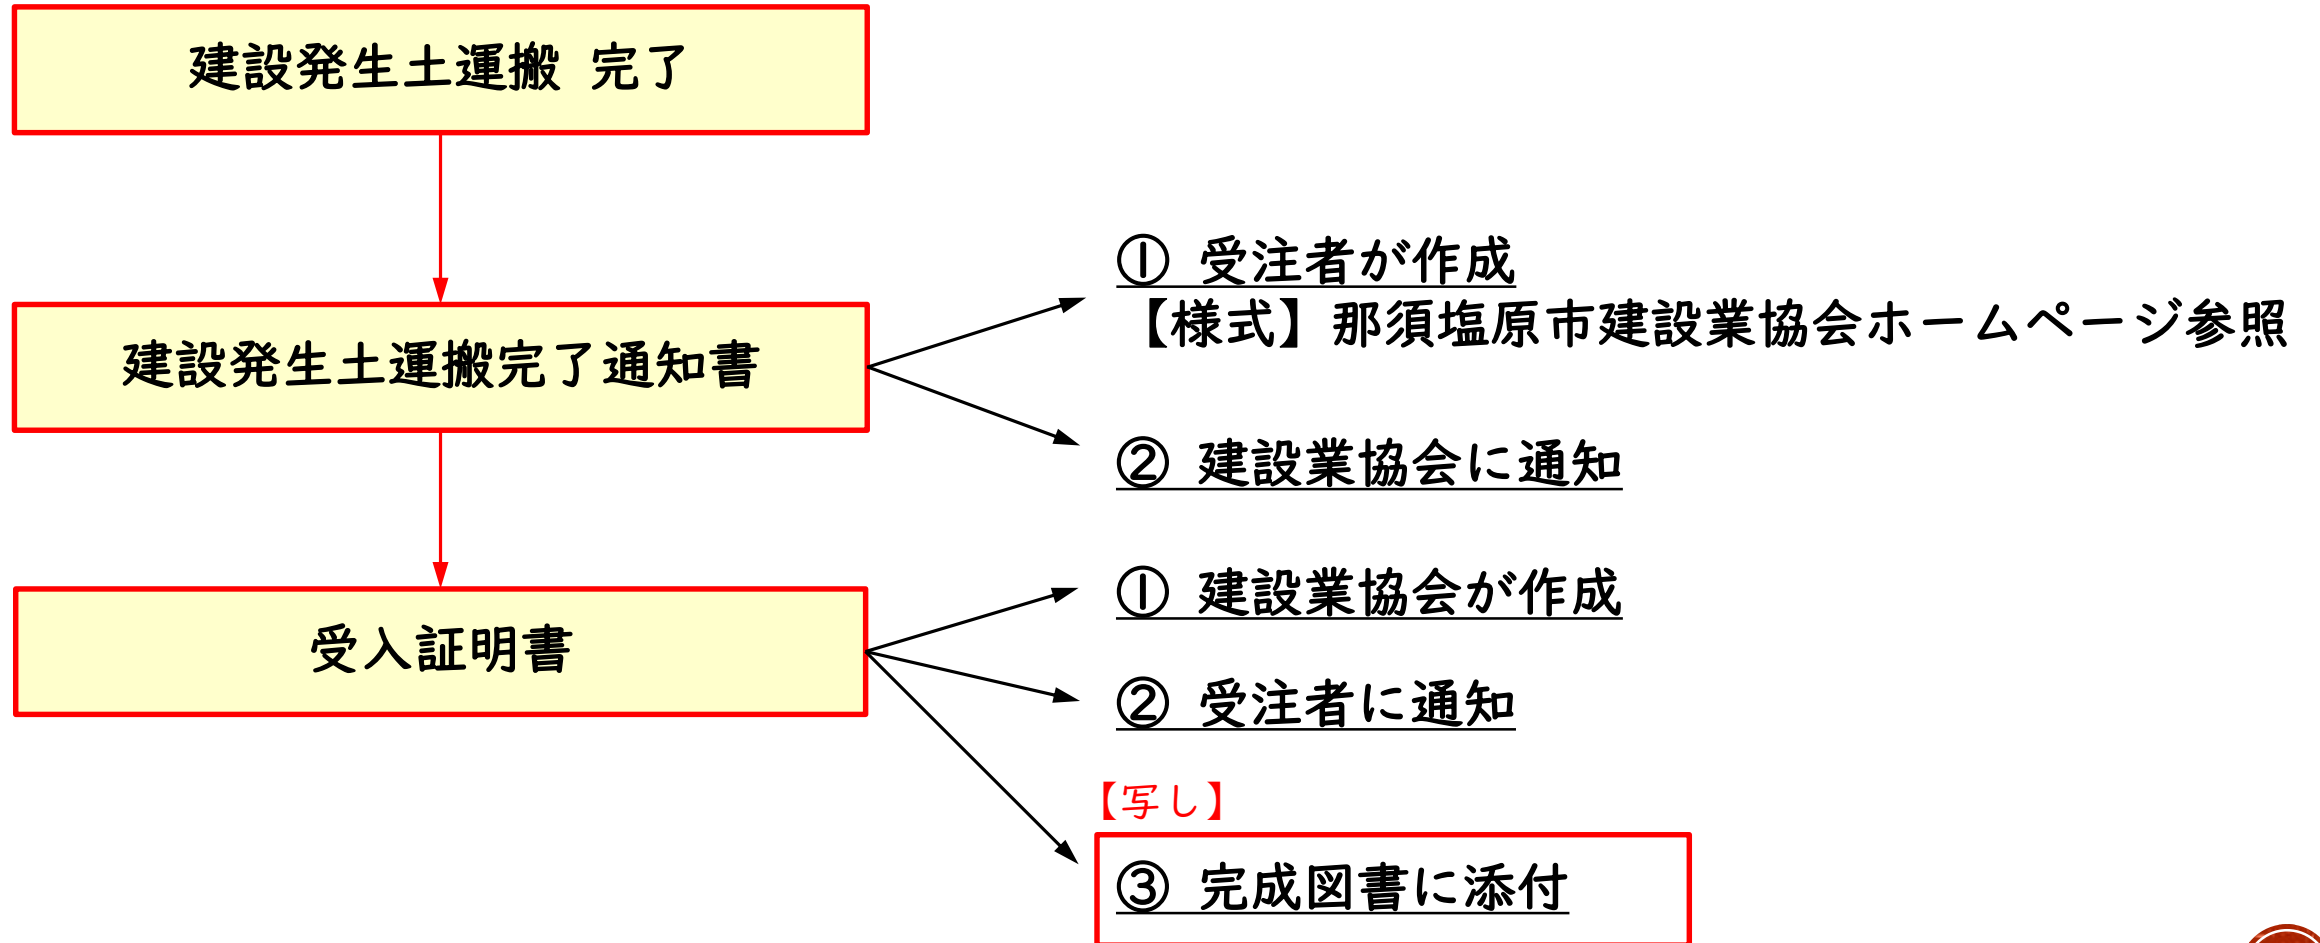 建設発生土運搬 完了
建設発生土運搬完了通知書
① 受注者が作成
【様式】那須塩原市建設業協会ホームページ参照
② 建設業協会に通知
受入証明書
① 建設業協会が作成
② 受注者に通知
【写し】
③ 完成図書に添付